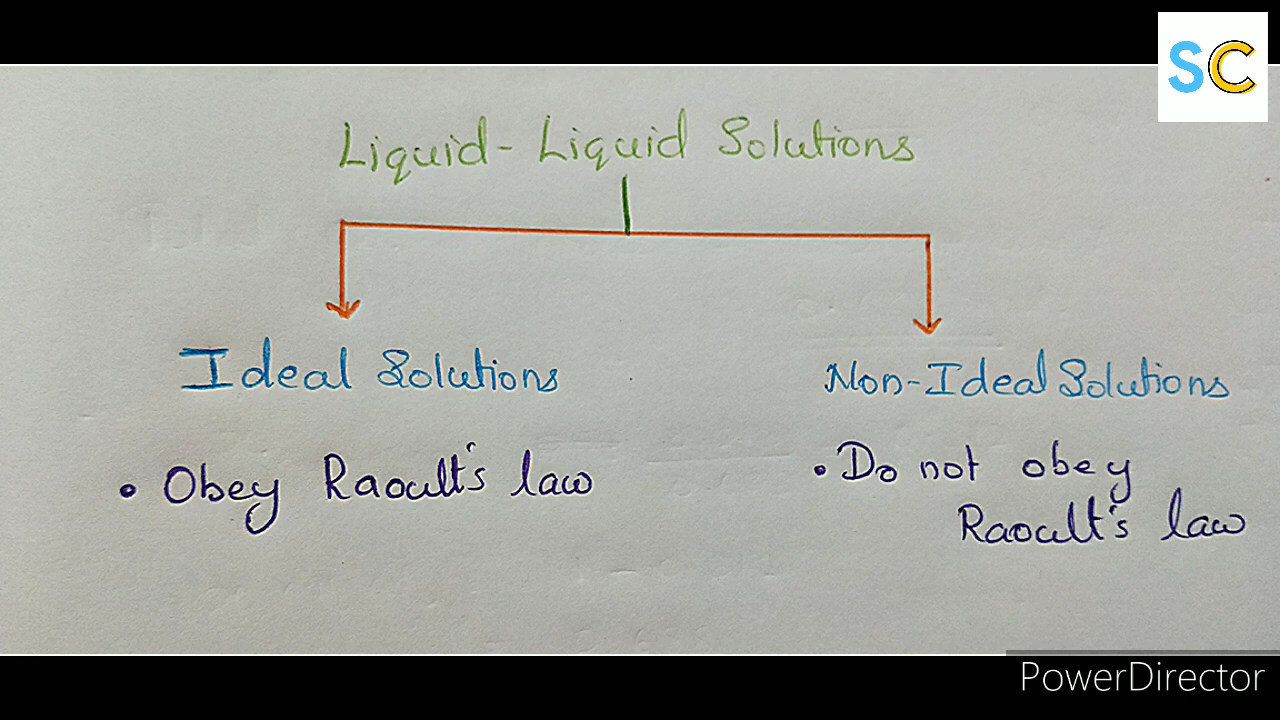 SC
Liquid-Liquid Solutions
Ideal Solutions
Non-Ideal Solutions
• Obey Raoult's law
• Do not obey
Raoult's law
PowerDirector